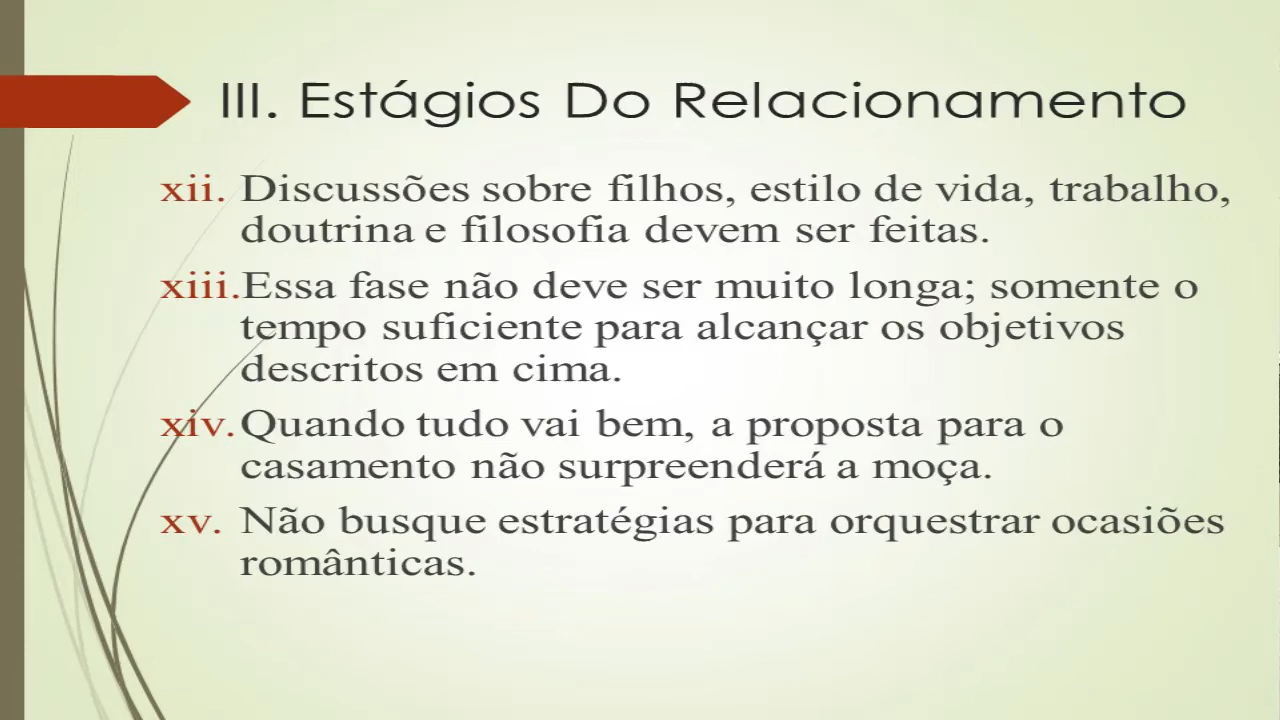 III. Estágios Do Relacionamento
xii. Discussões sobre filhos, estilo de vida, trabalho,
doutrina e filosofia devem ser feitas.
xiii. Essa fase não deve ser muito longa; somente o
tempo suficiente para alcançar os objetivos
descritos em cima.
xiv. Quando tudo vai bem, a proposta para o
casamento não surpreenderá a moça.
xv. Não busque estratégias para orquestrar ocasiões
românticas.